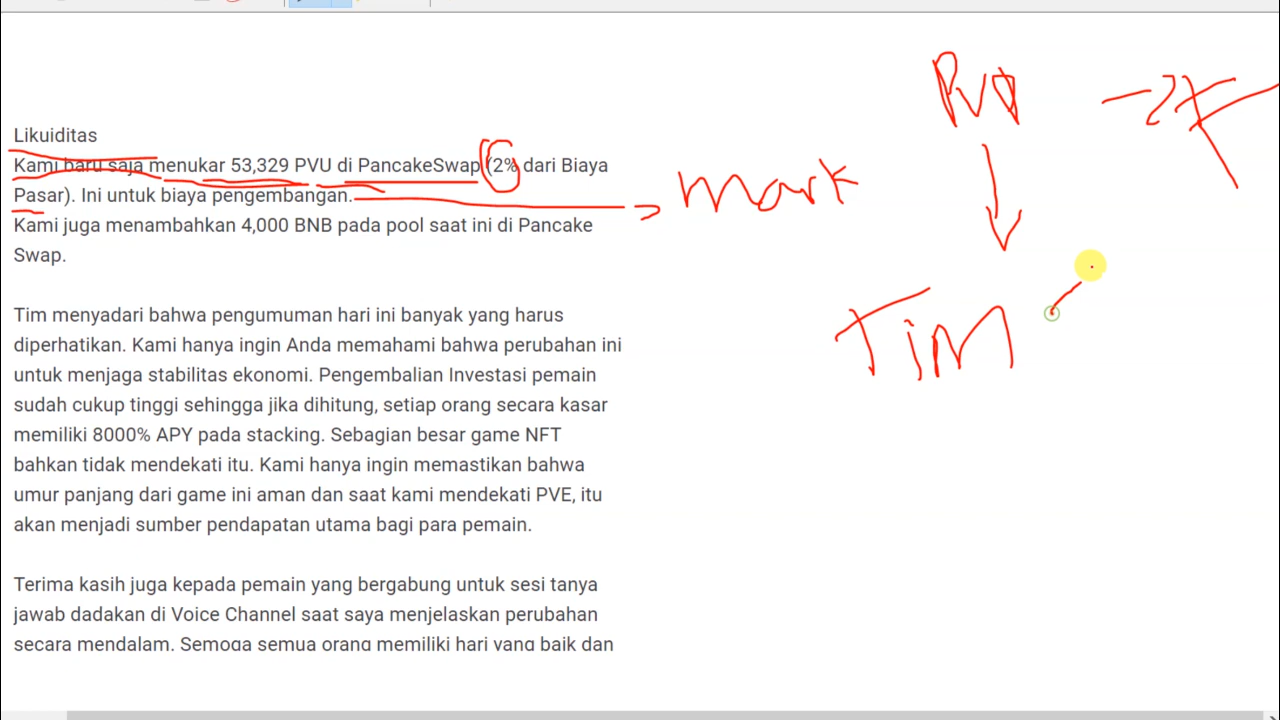 Likuiditas
Kami baru saja menukar 53,329 PVU di PancakeSwap (2% dari Biaya
Pasar). Ini untuk biaya pengembangan.
Kami juga menambahkan 4,000 BNB pada pool saat ini di Pancake
Swap.
Tim menyadari bahwa pengumuman hari ini banyak yang harus
diperhatikan. Kami hanya ingin Anda memahami bahwa perubahan ini
untuk menjaga stabilitas ekonomi. Pengembalian Investasi pemain
sudah cukup tinggi sehingga jika dihitung, setiap orang secara kasar
memiliki 8000% APY pada stacking. Sebagian besar game NFT
bahkan tidak mendekati itu. Kami hanya ingin memastikan bahwa
umur panjang dari game ini aman dan saat kami mendekati PVE, itu
akan menjadi sumber pendapatan utama bagi para pemain.
Terima kasih juga kepada pemain yang bergabung untuk sesi tanya
jawab dadakan di Voice Channel saat saya menjelaskan perubahan
secara mendalam. Semoga semua orang memiliki hari yang baik dan
mark
TiM